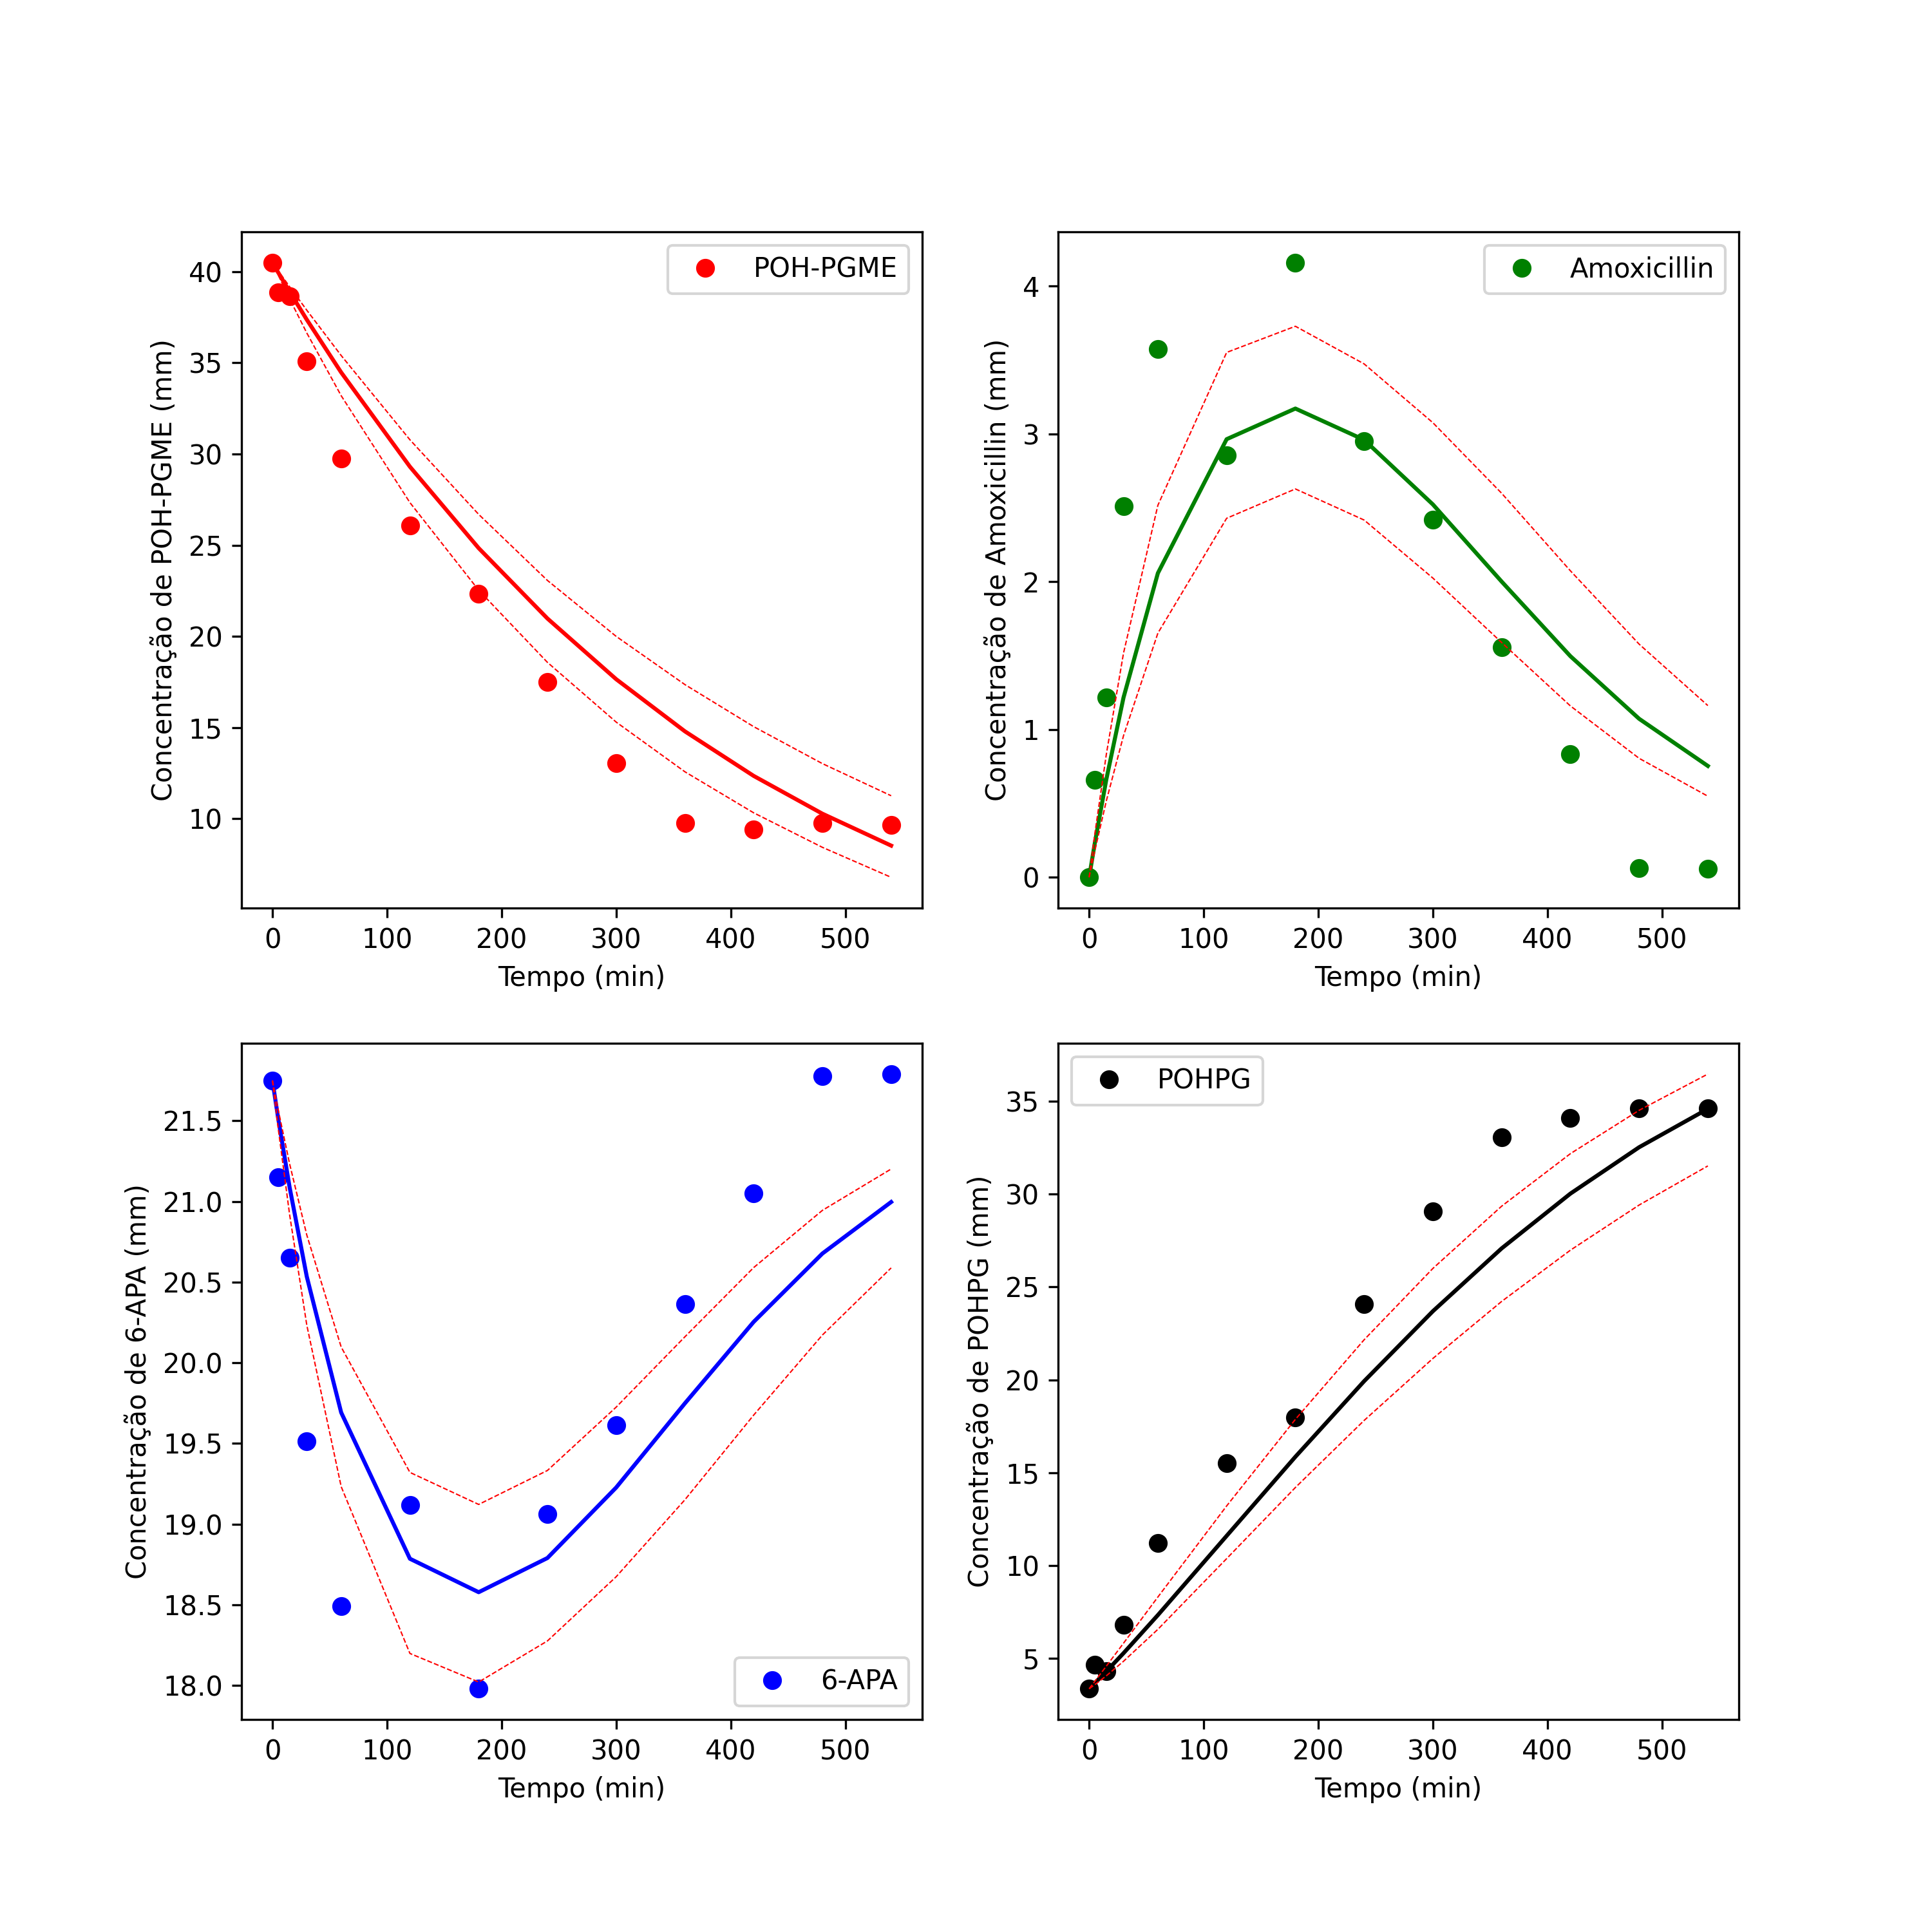 POH-PGME
Concentração de POH-PGME (mm)
40
35
30
25
20
15
10
0 100 200 300 400 500
Tempo (min)
Amoxicillin
Concentração de Amoxicillin (mm)
4
3
2
1
0
0 100 200 300 400 500
Tempo (min)
6-APA
Concentração de 6-APA (mm)
21.5
21.0
20.5
20.0
19.5
19.0
18.5
18.0
0 100 200 300 400 500
Tempo (min)
POHPG
Concentração de POHPG (mm)
35
30
25
20
15
10
5
0 100 200 300 400 500
Tempo (min)